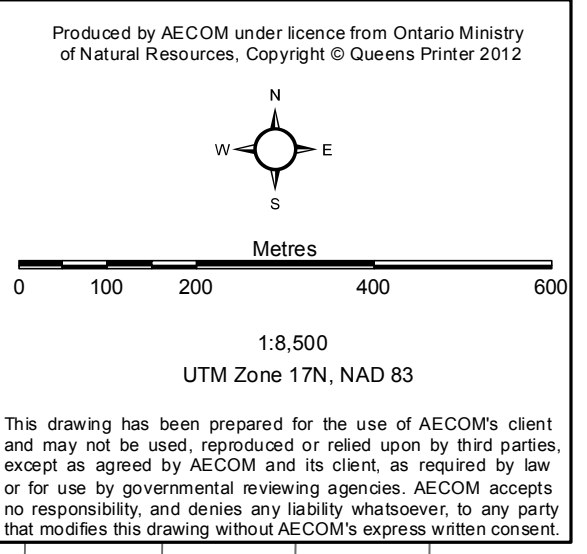 Produced by AECOM under licence from Ontario Ministry
of Natural Resources, Copyright © Queens Printer 2012
N
W E
S
Metres
0 100 200 400 600
1:8,500
UTM Zone 17N, NAD 83
This drawing has been prepared for the use of AECOM's client
and may not be used, reproduced or relied upon by third parties,
except as agreed by AECOM and its client, as required by law
or for use by governmental reviewing agencies. AECOM accepts
no responsibility, and denies any liability whatsoever, to any party
that modifies this drawing without AECOM's express written consent.